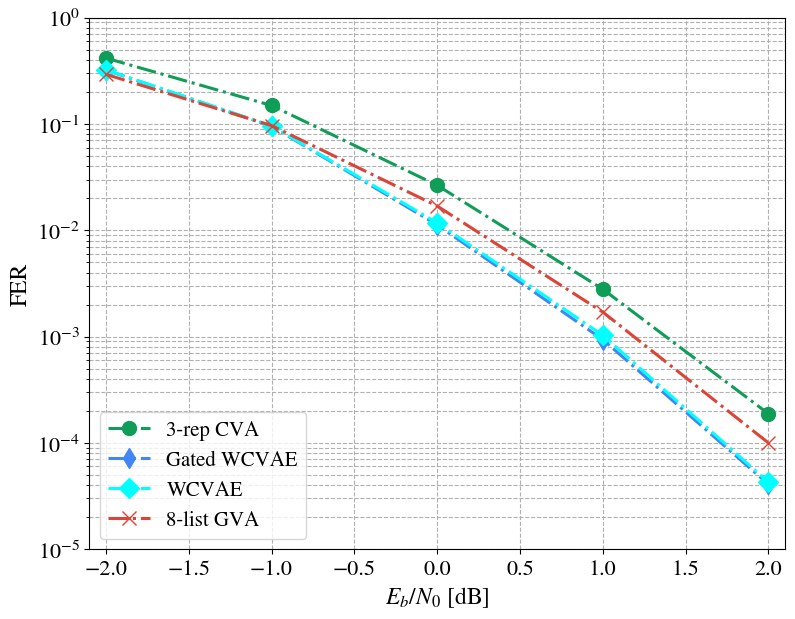 10⁰
10⁻¹
10⁻²
10⁻³
10⁻⁴
10⁻⁵
FER
3-rep CVA
Gated WCVAE
WCVAE
8-list GVA
−2.0 −1.5 −1.0 −0.5 0.0 0.5 1.0 1.5 2.0
E_b/N_0 [dB]